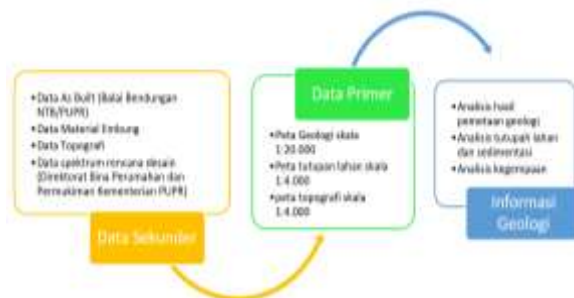 • Data As Built (Balai Bendungan
NTB/PUPR)
• Data Material Embung
• Data Topografi
• Data spektrum rencana desain
(Direktorat Bina Perumahan dan
Permukiman Kementerian PUPR)
Data Sekunder
Data Primer
• Peta Geologi skala
1:20.000
• Peta tutupan lahan skala
1:4.000
• peta topografi skala
1:4.000
• Analisis hasil
pemetaan geologi
• Analisis tutupah lahan
dan sedimentasi
• Analisis kegempaan
Informasi
Geologi